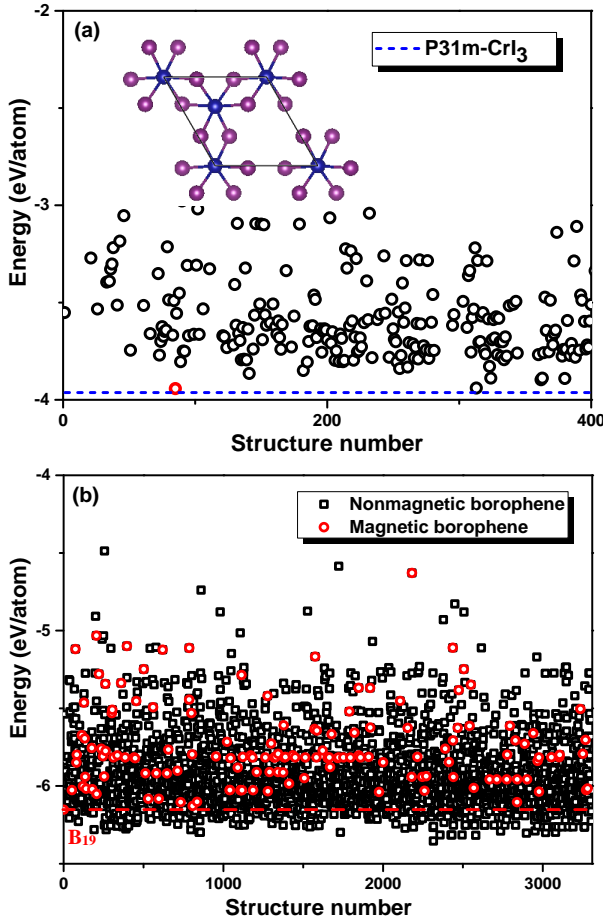 (a)
P31m-CrI₃
-2
-3
-4
Energy (eV/atom)
0
200
400
Structure number
(b)
Nonmagnetic borophene
Magnetic borophene
-4
-5
-6
Energy (eV/atom)
B₁₉
0
1000
2000
3000
Structure number